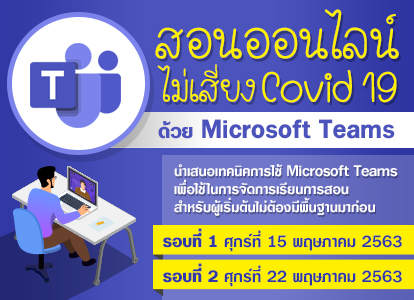 สอนออนไลน์
ไม่เสี่ยง Covid 19
T
ด้วย Microsoft Teams
นำเสนอเทคนิคการใช้ Microsoft Teams
เพื่อใช้ในการจัดการเรียนการสอน
สำหรับผู้เริ่มต้นไม่ต้องมีพื้นฐานมาก่อน
รอบที่ 1 ศุกร์ที่ 15 พฤษภาคม 2563
รอบที่ 2 ศุกร์ที่ 22 พฤษภาคม 2563